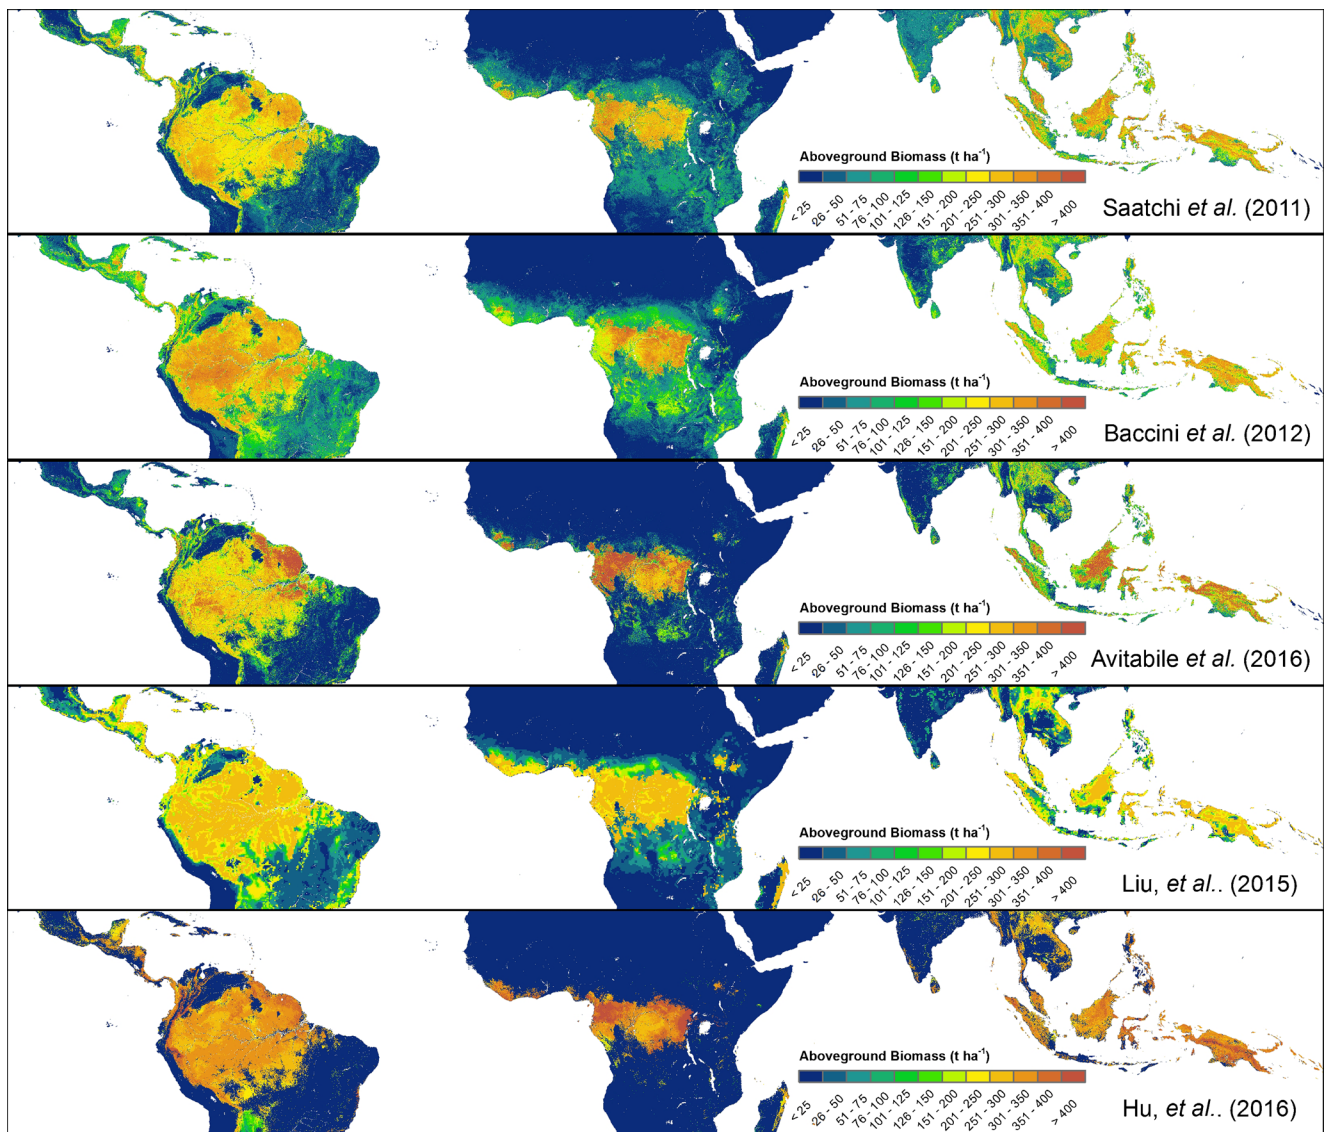 Aboveground Biomass (t ha⁻¹)
< 25 26 - 50 51 - 75 76 - 100 101 - 125 126 - 150 151 - 200 201 - 250 251 - 300 301 - 350 351 - 400 > 400
Saatchi et al. (2011)
Aboveground Biomass (t ha⁻¹)
< 25 26 - 50 51 - 75 76 - 100 101 - 125 126 - 150 151 - 200 201 - 250 251 - 300 301 - 350 351 - 400 > 400
Baccini et al. (2012)
Aboveground Biomass (t ha⁻¹)
< 25 26 - 50 51 - 75 76 - 100 101 - 125 126 - 150 151 - 200 201 - 250 251 - 300 301 - 350 351 - 400 > 400
Avitabile et al. (2016)
Aboveground Biomass (t ha⁻¹)
< 25 26 - 50 51 - 75 76 - 100 101 - 125 126 - 150 151 - 200 201 - 250 251 - 300 301 - 350 351 - 400 > 400
Liu, et al.. (2015)
Aboveground Biomass (t ha⁻¹)
< 25 26 - 50 51 - 75 76 - 100 101 - 125 126 - 150 151 - 200 201 - 250 251 - 300 301 - 350 351 - 400 > 400
Hu, et al.. (2016)